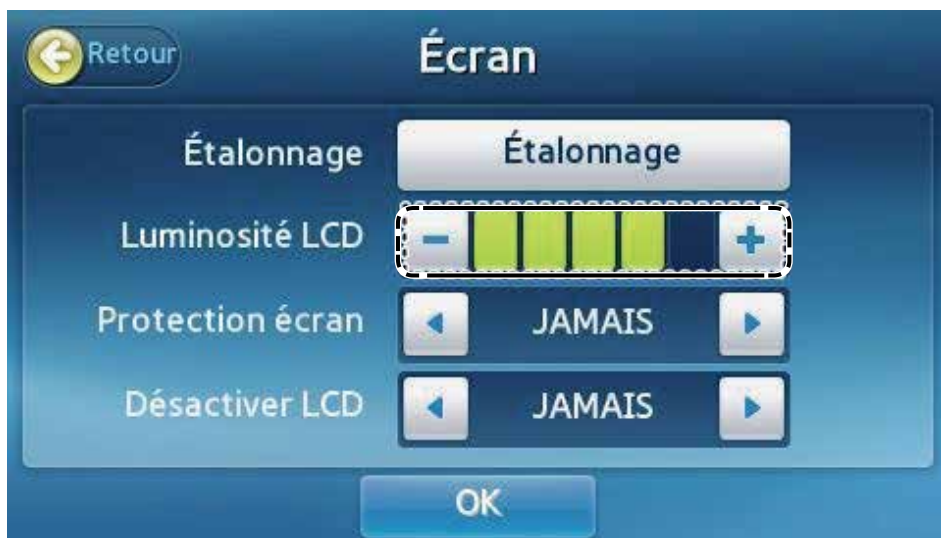 Retour
Écran
Étalonnage Étalonnage
Luminosité LCD - +
Protection écran JAMAIS
Désactiver LCD JAMAIS
OK